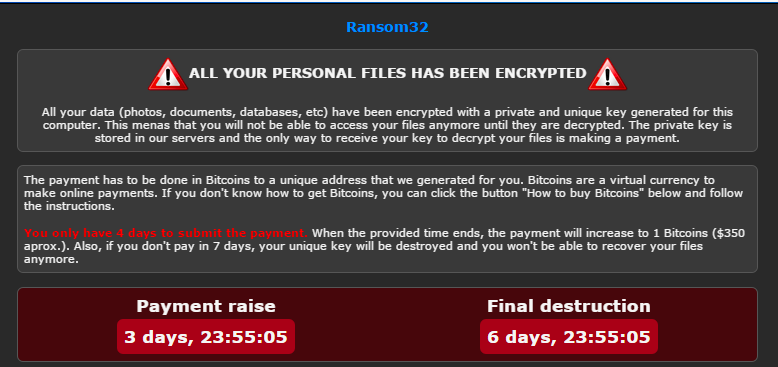 Ransom32
ALL YOUR PERSONAL FILES HAS BEEN ENCRYPTED
All your data (photos, documents, databases, etc) have been encrypted with a private and unique key generated for this
computer. This menas that you will not be able to access your files anymore until they are decrypted. The private key is
stored in our servers and the only way to receive your key to decrypt your files is making a payment.
The payment has to be done in Bitcoins to a unique address that we generated for you. Bitcoins are a virtual currency to
make online payments. If you don't know how to get Bitcoins, you can click the button "How to buy Bitcoins" below and follow
the instructions.
You only have 4 days to submit the payment. When the provided time ends, the payment will increase to 1 Bitcoins ($350
aprox.). Also, if you don't pay in 7 days, your unique key will be destroyed and you won't be able to recover your files
anymore.
Payment raise
Final destruction
3 days, 23:55:05
6 days, 23:55:05